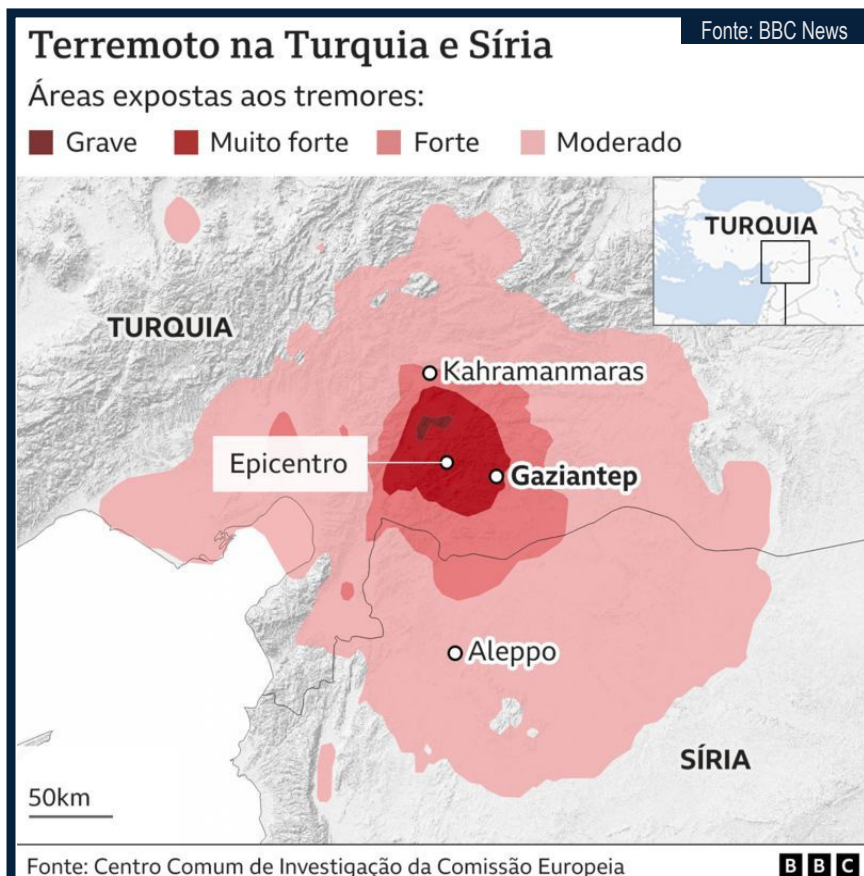 Fonte: BBC News
Terremoto na Turquia e Síria
Áreas expostas aos tremores:
Grave Muito forte Forte Moderado
TURQUIA
TURQUIA
Kahramanmaras
Epicentro
Gaziantep
Aleppo
SÍRIA
50km
Fonte: Centro Comum de Investigação da Comissão Europeia
BBC